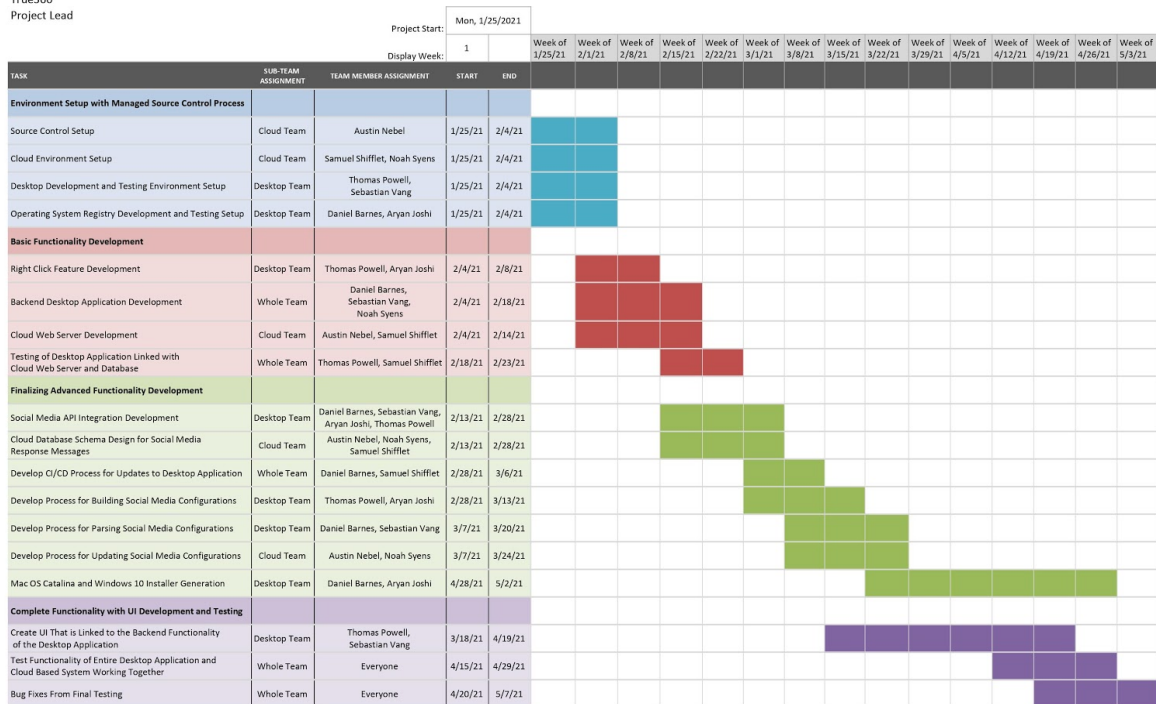 Project Lead
Project Start: Mon, 1/25/2021
Display Week: 1
Week of 1/25/21 Week of 2/1/21 Week of 2/8/21 Week of 2/15/21 Week of 2/22/21 Week of 3/1/21 Week of 3/8/21 Week of 3/15/21 Week of 3/22/21 Week of 3/29/21 Week of 4/5/21 Week of 4/12/21 Week of 4/19/21 Week of 4/26/21 Week of 5/3/21
TASK SUB-TEAM ASSIGNMENT TEAM MEMBER ASSIGNMENT START END
Environment Setup with Managed Source Control Process
Source Control Setup Cloud Team Austin Nebel 1/25/21 2/4/21
Cloud Environment Setup Cloud Team Samuel Shifflet, Noah Syens 1/25/21 2/4/21
Desktop Development and Testing Environment Setup Desktop Team Thomas Powell, Sebastian Vang 1/25/21 2/4/21
Operating System Registry Development and Testing Setup Desktop Team Daniel Barnes, Aryan Joshi 1/25/21 2/4/21
Basic Functionality Development
Right Click Feature Development Desktop Team Thomas Powell, Aryan Joshi 2/4/21 2/8/21
Backend Desktop Application Development Whole Team Daniel Barnes, Sebastian Vang, Noah Syens 2/4/21 2/18/21
Cloud Web Server Development Cloud Team Austin Nebel, Samuel Shifflet 2/4/21 2/14/21
Testing of Desktop Application Linked with Cloud Web Server and Database Whole Team Thomas Powell, Samuel Shifflet 2/18/21 2/23/21
Finalizing Advanced Functionality Development
Social Media API Integration Development Desktop Team Daniel Barnes, Sebastian Vang, Aryan Joshi, Thomas Powell 2/13/21 2/28/21
Cloud Database Schema Design for Social Media Response Messages Cloud Team Austin Nebel, Noah Syens, Samuel Shifflet 2/13/21 2/28/21
Develop CI/CD Process for Updates to Desktop Application Whole Team Daniel Barnes, Samuel Shifflet 2/28/21 3/6/21
Develop Process for Building Social Media Configurations Desktop Team Thomas Powell, Aryan Joshi 2/28/21 3/13/21
Develop Process for Parsing Social Media Configurations Desktop Team Daniel Barnes, Sebastian Vang 3/7/21 3/20/21
Develop Process for Updating Social Media Configurations Cloud Team Austin Nebel, Noah Syens 3/7/21 3/24/21
Mac OS Catalina and Windows 10 Installer Generation Desktop Team Daniel Barnes, Aryan Joshi 4/28/21 5/2/21
Complete Functionality with UI Development and Testing
Create UI That is Linked to the Backend Functionality of the Desktop Application Desktop Team Thomas Powell, Sebastian Vang 3/18/21 4/19/21
Test Functionality of Entire Desktop Application and Cloud Based System Working Together Whole Team Everyone 4/15/21 4/29/21
Bug Fixes From Final Testing Whole Team Everyone 4/20/21 5/7/21